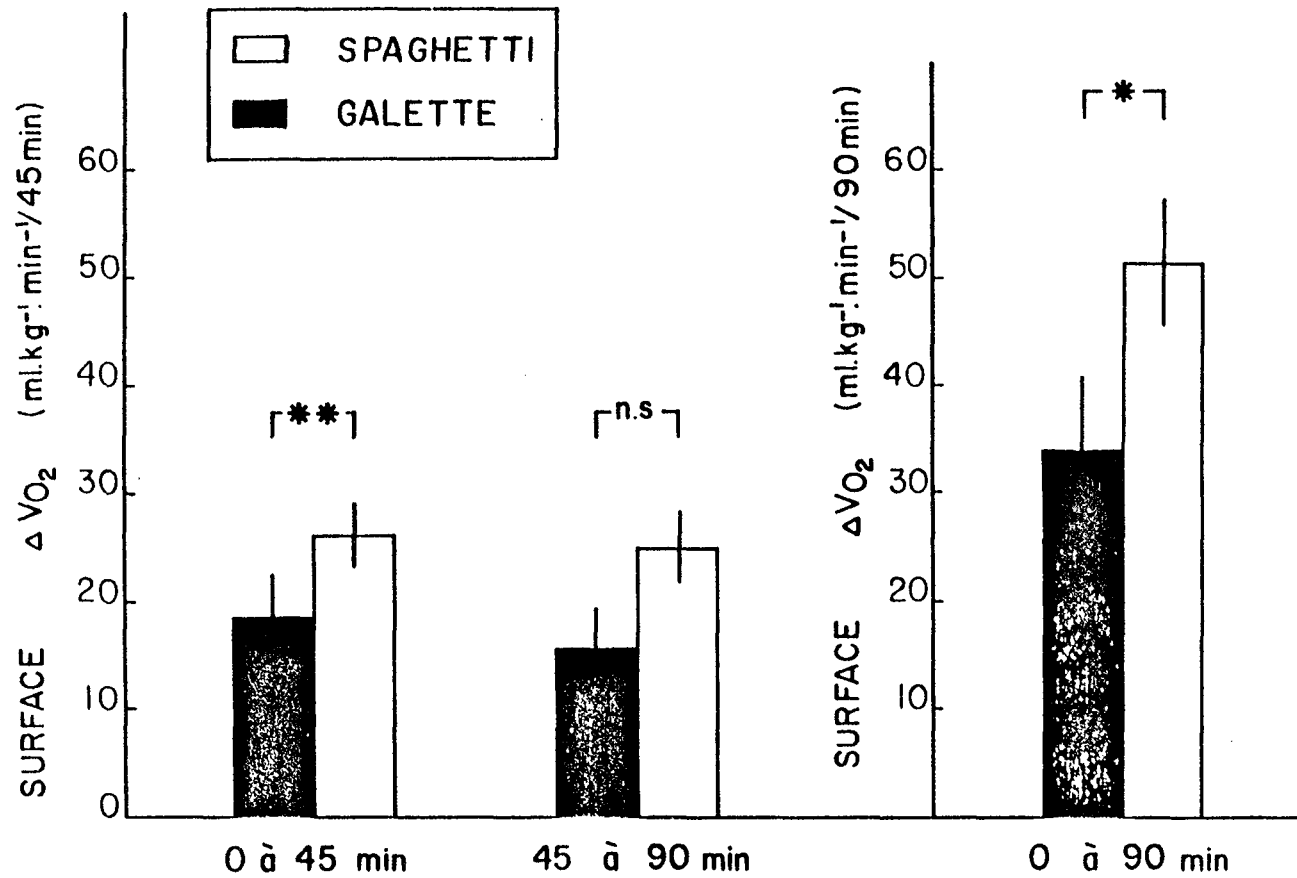 SPAGHETTI
GALETTE
SURFACE ΔVO₂ (ml.kg⁻¹.min⁻¹/45min)
60
50
40
30
20
10
0
**
n.s
0 à 45 min
45 à 90 min
SURFACE ΔVO₂ (ml.kg⁻¹.min⁻¹/90min)
60
50
40
30
20
10
*
0 à 90 min